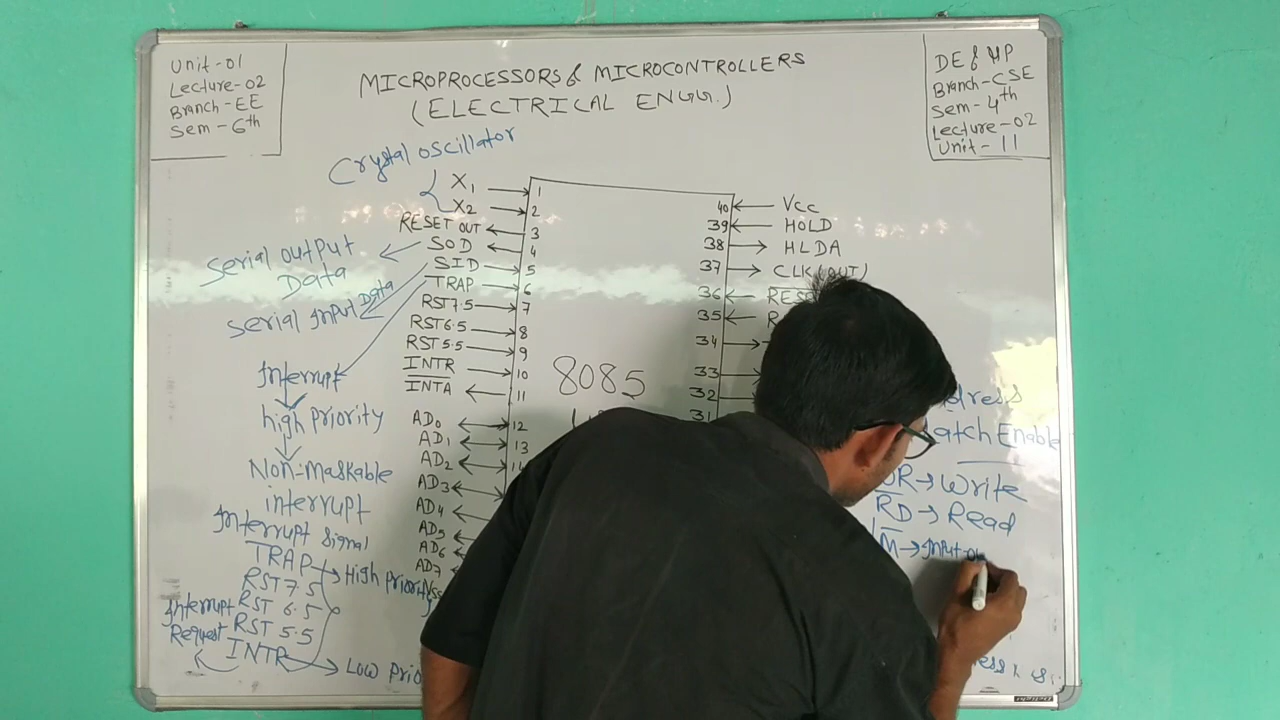 Unit-01
Lecture-02
Branch-EE
Sem-6th
MICROPROCESSORS & MICROCONTROLLERS
(ELECTRICAL ENGG.)
DE & MP
Branch-CSE
Sem-4th
Lecture-02
Unit-11
Crystal oscillator
X1 1
X2 2
RESET OUT 3
SOD 4
SID 5
TRAP 6
RST7.5 7
RST6.5 8
RST5.5 9
INTR 10
INTA 11
AD0 12
AD1 13
AD2 14
AD3
AD4
AD5
AD6
AD7
Vss
8085
40 Vcc
39 HOLD
38 HLDA
37 CLK(OUT)
36
35
34
33
32
31
Serial output
Data
Serial Input Data
Interrupt
high Priority
Non-Maskable
interrupt
Interrupt Signal
TRAP → High Priority
RST 7.5
Interrupt RST 6.5
Request RST 5.5
INTR → Low
Enable
→ Write
RD → Read